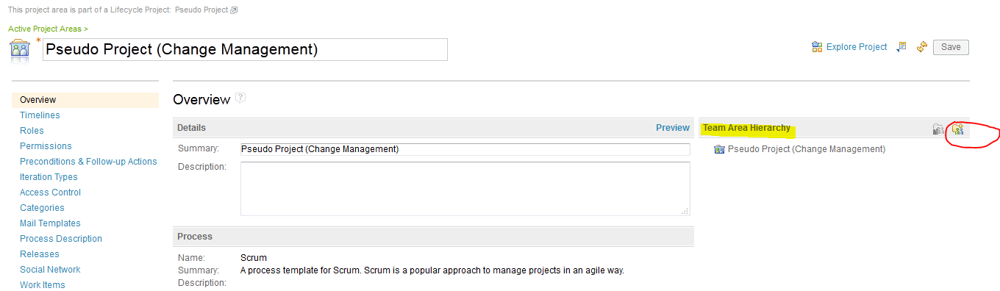 This project area is part of a Lifecycle Project: Pseudo Project
Active Project Areas >
* Pseudo Project (Change Management)
Explore Project
Save
Overview
Timelines
Roles
Permissions
Preconditions & Follow-up Actions
Iteration Types
Access Control
Categories
Mail Templates
Process Description
Releases
Social Network
Work Items
Overview ?
Details Preview
Summary: Pseudo Project (Change Management)
Description:
Process
Name: Scrum
Summary: A process template for Scrum. Scrum is a popular approach to manage projects in an agile way.
Description:
Team Area Hierarchy
Pseudo Project (Change Management)